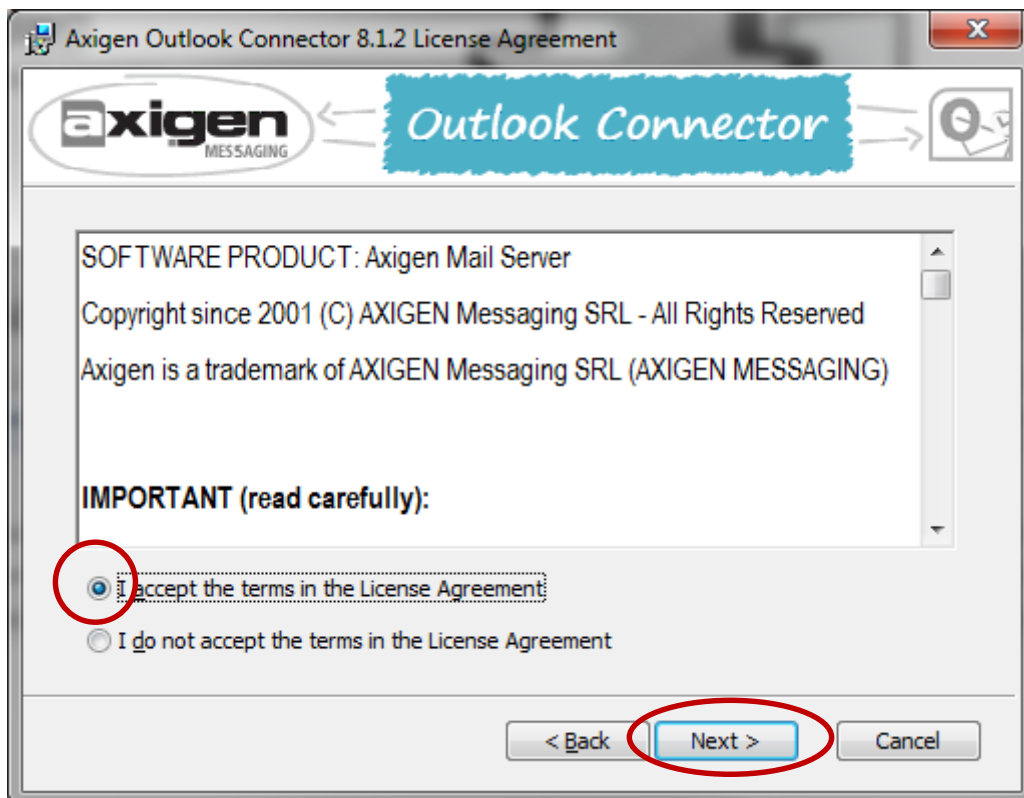 Axigen Outlook Connector 8.1.2 License Agreement
axigen
MESSAGING
Outlook Connector
SOFTWARE PRODUCT: Axigen Mail Server
Copyright since 2001 (C) AXIGEN Messaging SRL - All Rights Reserved
Axigen is a trademark of AXIGEN Messaging SRL (AXIGEN MESSAGING)
IMPORTANT (read carefully):
I accept the terms in the License Agreement
I do not accept the terms in the License Agreement
< Back
Next >
Cancel